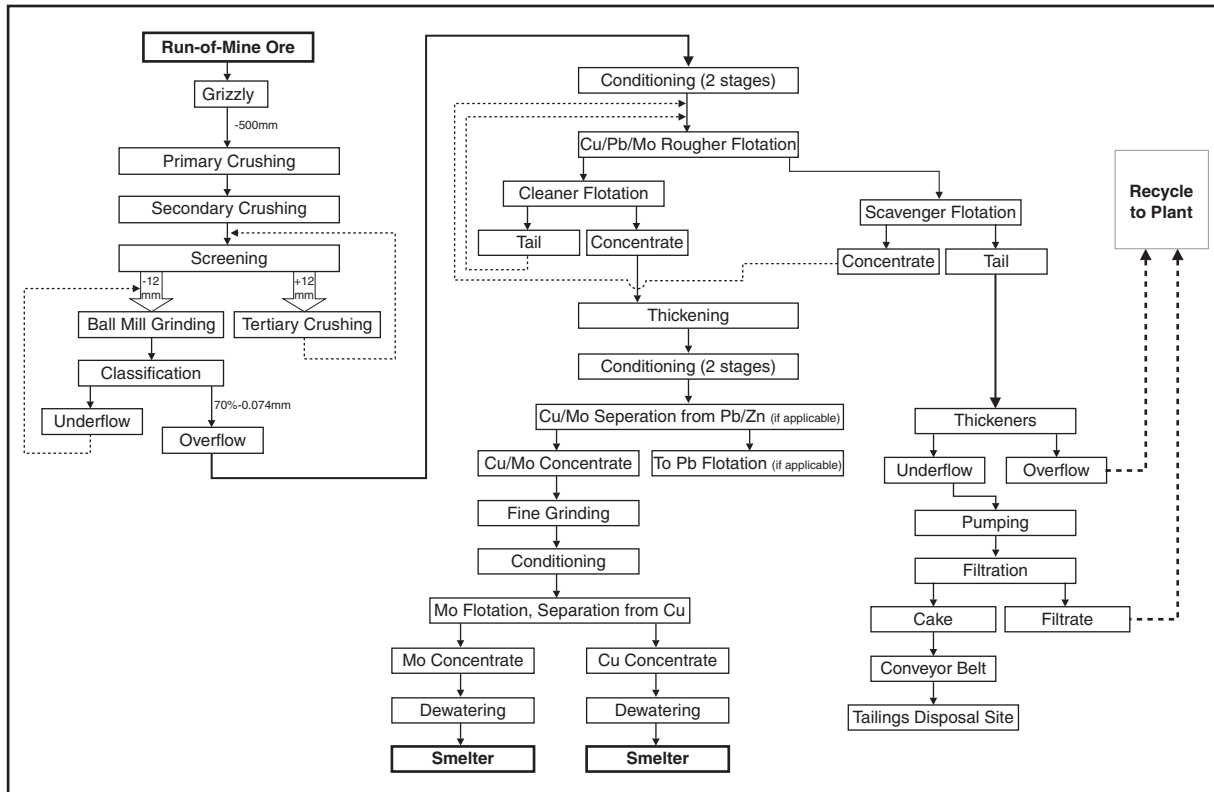 Run-of-Mine Ore
Grizzly
-500mm
Primary Crushing
Secondary Crushing
Screening
-12
mm
+12
mm
Ball Mill Grinding
Tertiary Crushing
Classification
70%-0.074mm
Underflow
Overflow
Conditioning (2 stages)
Cu/Pb/Mo Rougher Flotation
Cleaner Flotation
Tail
Concentrate
Scavenger Flotation
Concentrate
Tail
Thickening
Conditioning (2 stages)
Cu/Mo Seperation from Pb/Zn (if applicable)
Cu/Mo Concentrate
To Pb Flotation (if applicable)
Fine Grinding
Conditioning
Mo Flotation, Separation from Cu
Mo Concentrate
Cu Concentrate
Dewatering
Dewatering
Smelter
Smelter
Thickeners
Underflow
Overflow
Pumping
Filtration
Cake
Filtrate
Conveyor Belt
Tailings Disposal Site
Recycle
to Plant